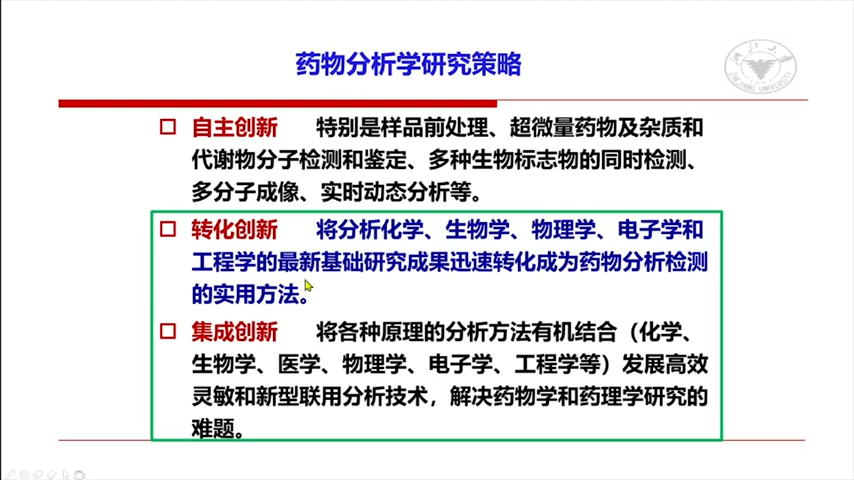 药物分析学研究策略
自主创新 特别是样品前处理、超微量药物及杂质和
代谢物分子检测和鉴定、多种生物标志物的同时检测、
多分子成像、实时动态分析等。
转化创新 将分析化学、生物学、物理学、电子学和
工程学的最新基础研究成果迅速转化成为药物分析检测
的实用方法。
集成创新 将各种原理的分析方法有机结合（化学、
生物学、医学、物理学、电子学、工程学等）发展高效
灵敏和新型联用分析技术，解决药物学和药理学研究的
难题。
浙江大学
1897
ZHEJIANG UNIVERSITY